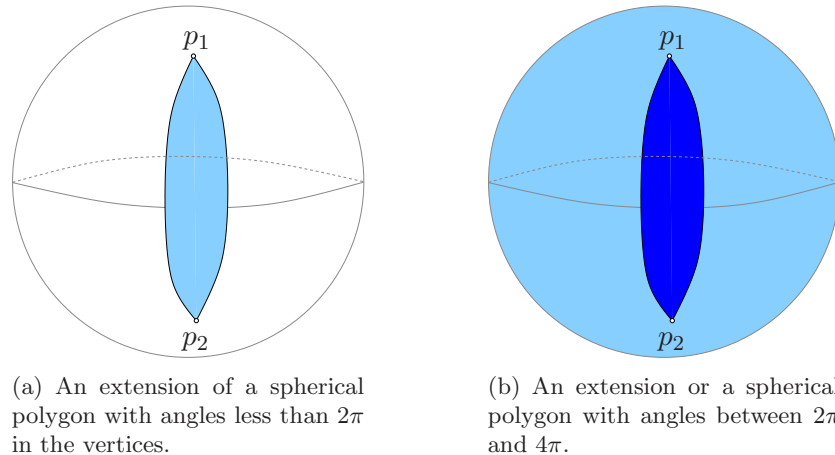 p₁
p₂
(a) An extension of a spherical
polygon with angles less than 2π
in the vertices.
p₁
p₂
(b) An extension or a spherical
polygon with angles between 2π
and 4π.